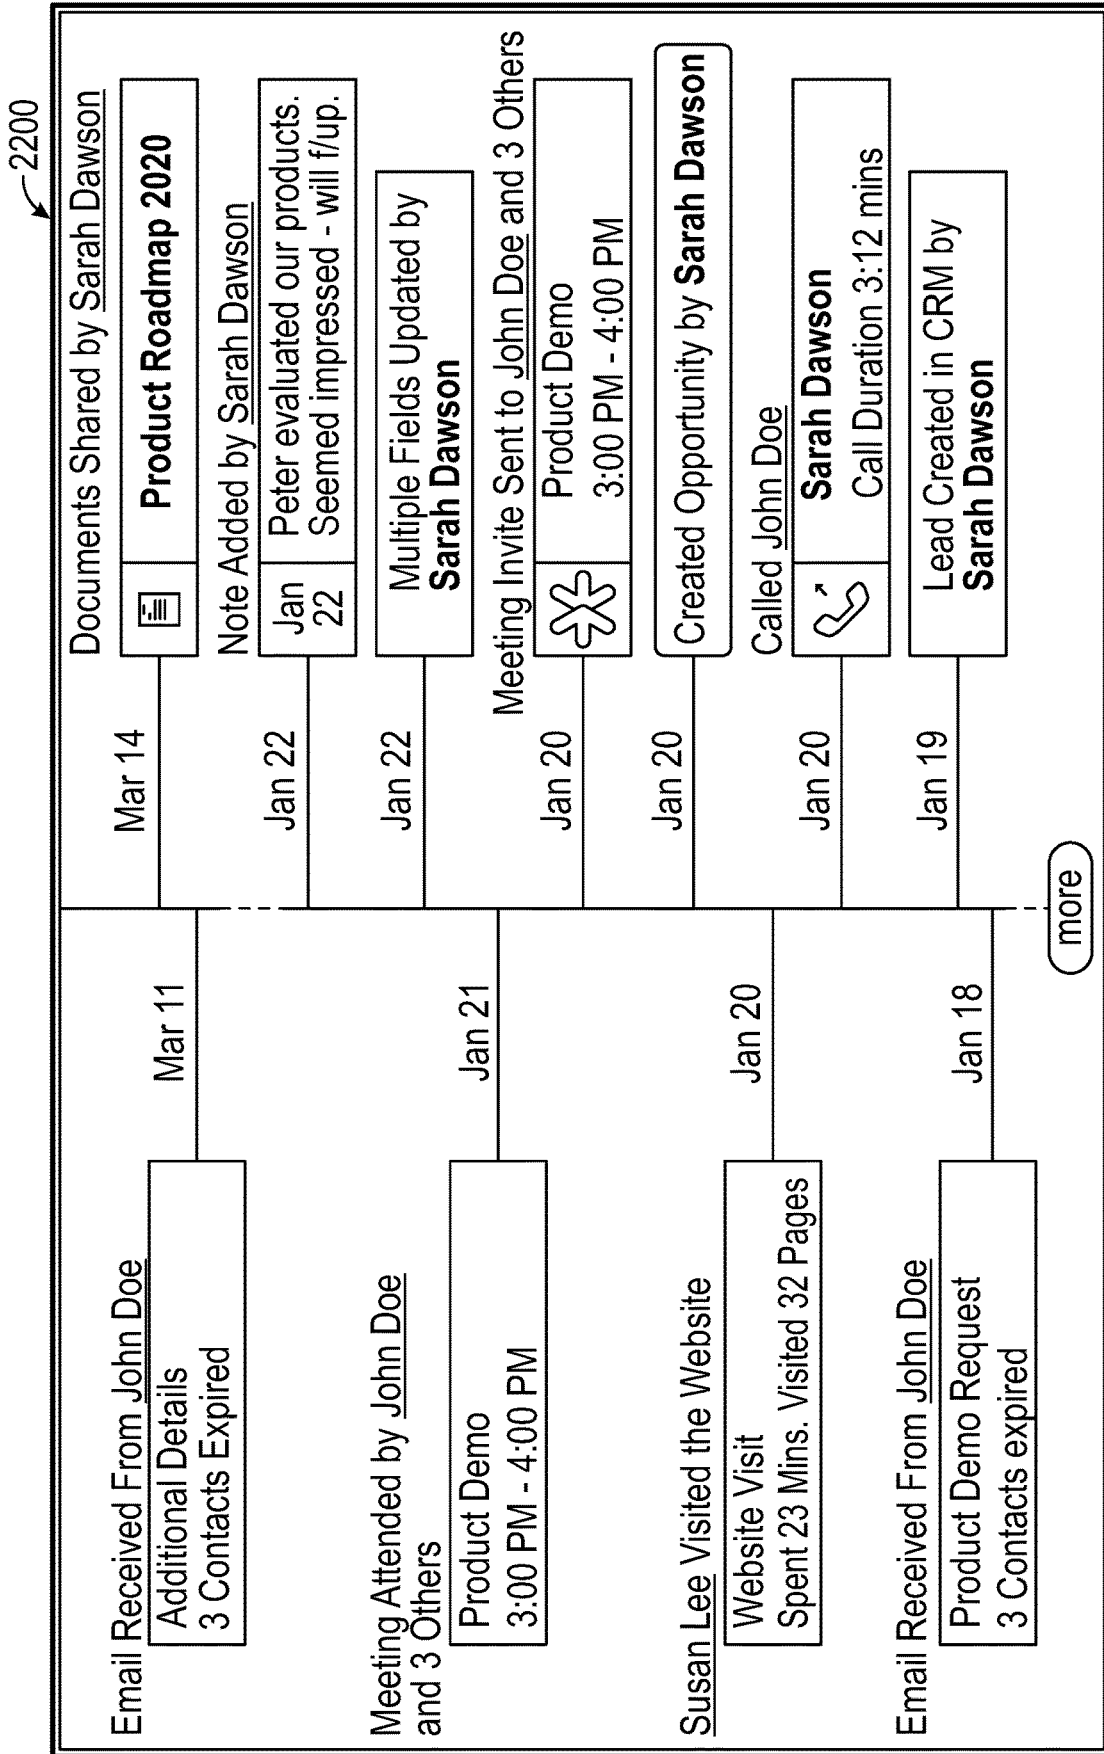 2200
Documents Shared by Sarah Dawson
Mar 14
Product Roadmap 2020
Email Received From John Doe
Mar 11
Additional Details
3 Contacts Expired
Note Added by Sarah Dawson
Jan 22
Jan
22
Peter evaluated our products.
Seemed impressed - will f/up.
Jan 22
Multiple Fields Updated by
Sarah Dawson
Meeting Attended by John Doe
and 3 Others
Jan 21
Product Demo
3:00 PM - 4:00 PM
Meeting Invite Sent to John Doe and 3 Others
Jan 20
Product Demo
3:00 PM - 4:00 PM
Jan 20
Created Opportunity by Sarah Dawson
Susan Lee Visited the Website
Jan 20
Website Visit
Spent 23 Mins. Visited 32 Pages
Called John Doe
Jan 20
Sarah Dawson
Call Duration 3:12 mins
Jan 19
Lead Created in CRM by
Sarah Dawson
Email Received From John Doe
Jan 18
Product Demo Request
3 Contacts expired
more